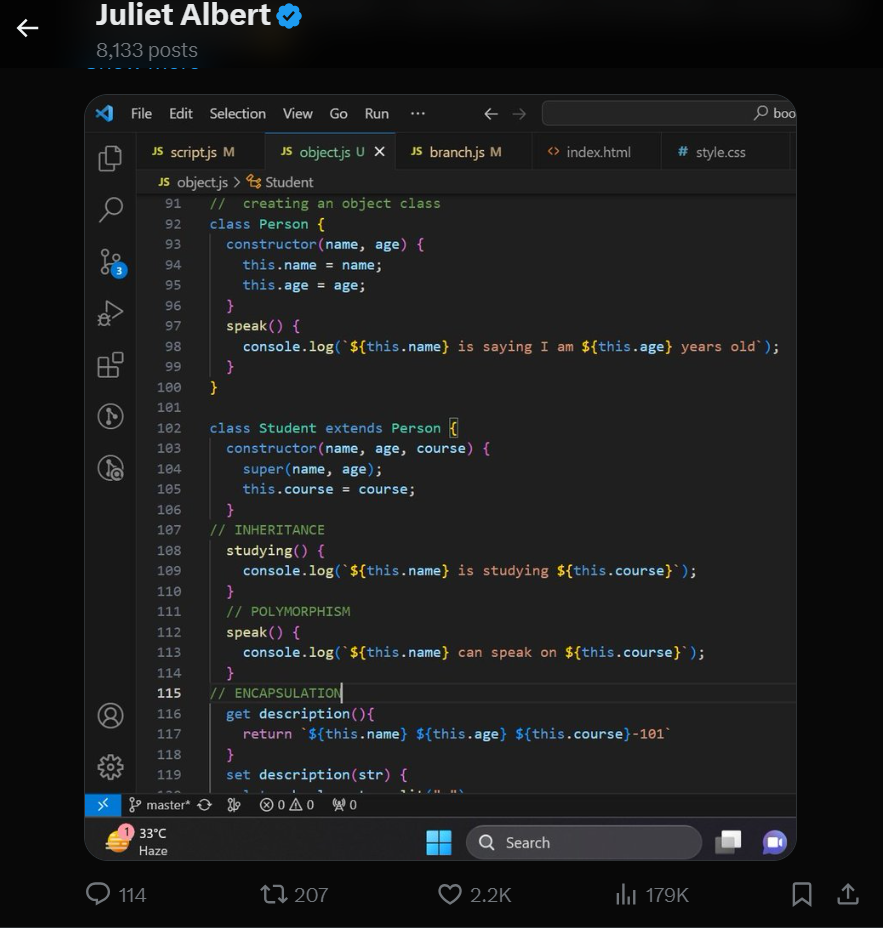 Juliet Albert
8,133 posts
Show more
File Edit Selection View Go Run ... boo
JS script.js M JS object.js U X JS branch.js M <> index.html # style.css
JS object.js > Student
91 // creating an object class
92 class Person {
93 constructor(name, age) {
94 this.name = name;
95 this.age = age;
96 }
97 speak() {
98 console.log(`${this.name} is saying I am ${this.age} years old`);
99 }
100 }
101
102 class Student extends Person {
103 constructor(name, age, course) {
104 super(name, age);
105 this.course = course;
106 }
107 // INHERITANCE
108 studying() {
109 console.log(`${this.name} is studying ${this.course}`);
110 }
111 // POLYMORPHISM
112 speak() {
113 console.log(`${this.name} can speak on ${this.course}`);
114 }
115 // ENCAPSULATION
116 get description(){
117 return `${this.name} ${this.age} ${this.course}-101`
118 }
119 set description(str) {
3
master* 0 0 0
1 33°C
Haze
Search
114 207 2.2K 179K